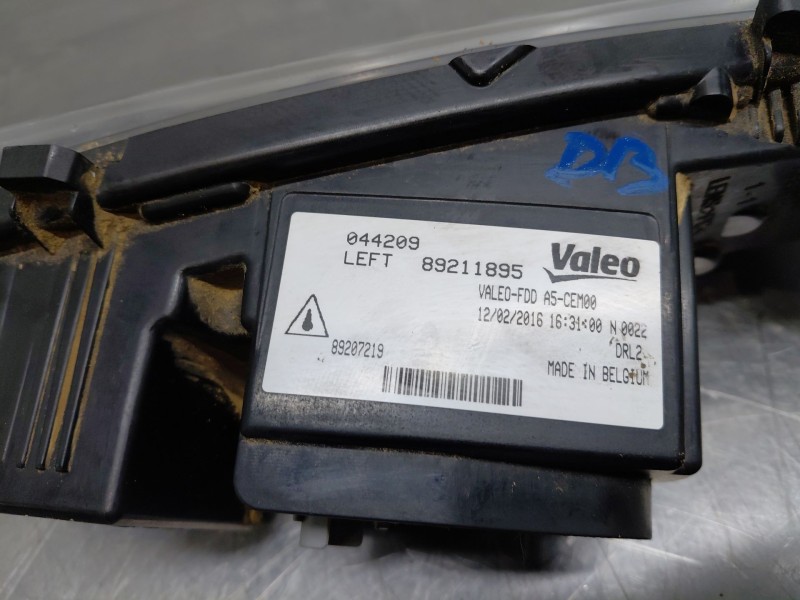 DB
044209
LEFT 89211895 Valeo
VALEO-FDD A5-CEM00
12/02/2016 16:31:00 N 0022
89207219
DRL2
MADE IN BELGIUM